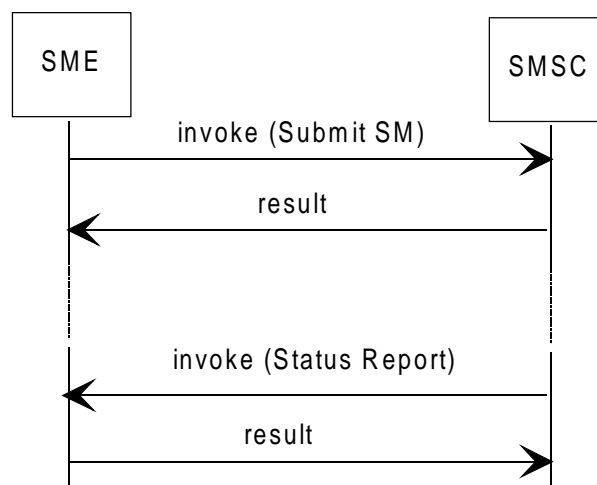 SME
SMSC
invoke (Submit SM)
result
invoke (Status Report)
result